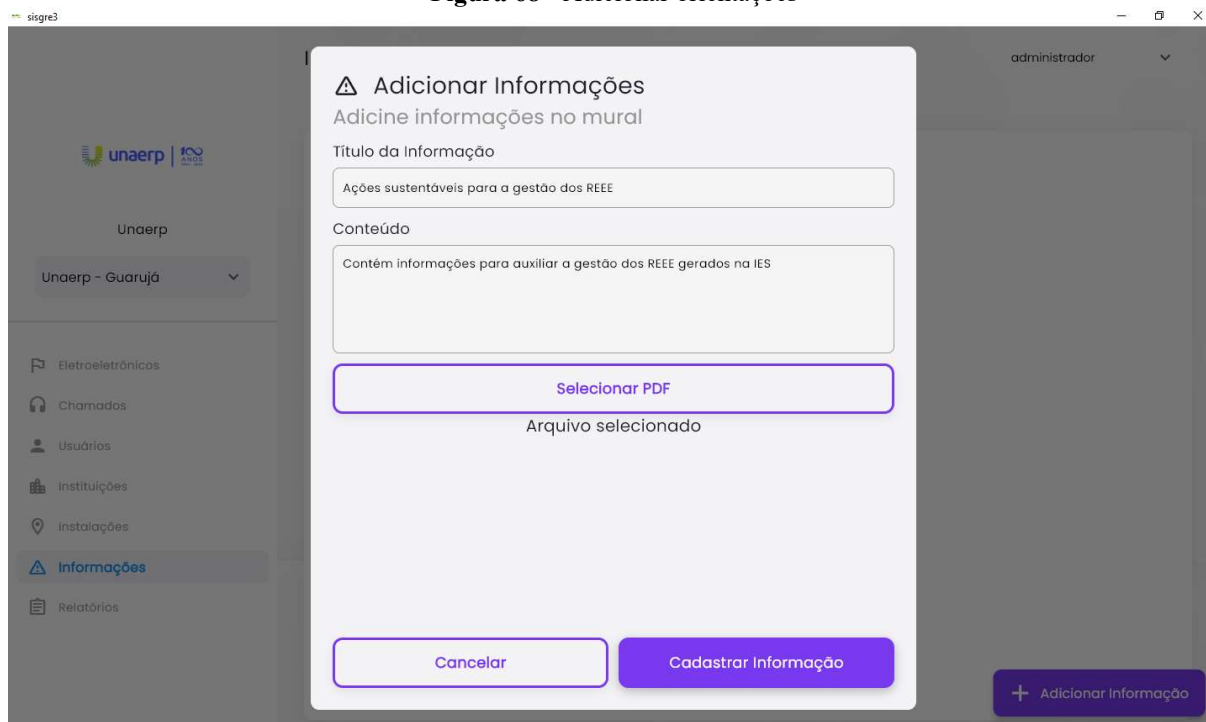 sisgre3
administrador
unaerp | 100
ANOS
Unaerp
Unaerp - Guarujá
Eletroeletrônicos
Chamados
Usuários
Instituições
Instalações
Informações
Relatórios
Adicionar Informações
Adicine informações no mural
Título da Informação
Ações sustentáveis para a gestão dos REEE
Conteúdo
Contém informações para auxiliar a gestão dos REEE gerados na IES
Selecionar PDF
Arquivo selecionado
Cancelar
Cadastrar Informação
+ Adicionar Informação